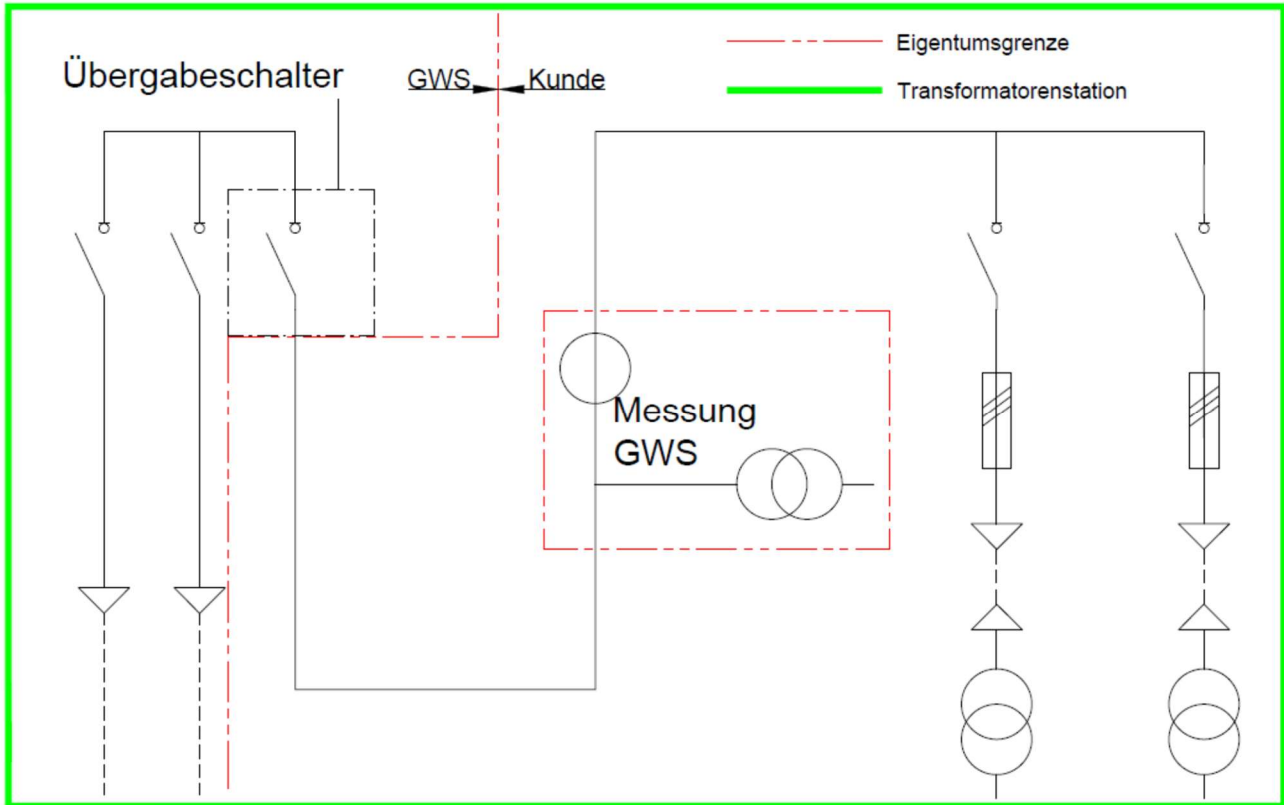 Eigentumsgrenze
Übergabeschalter
GWS Kunde
Transformatorenstation
Messung
GWS